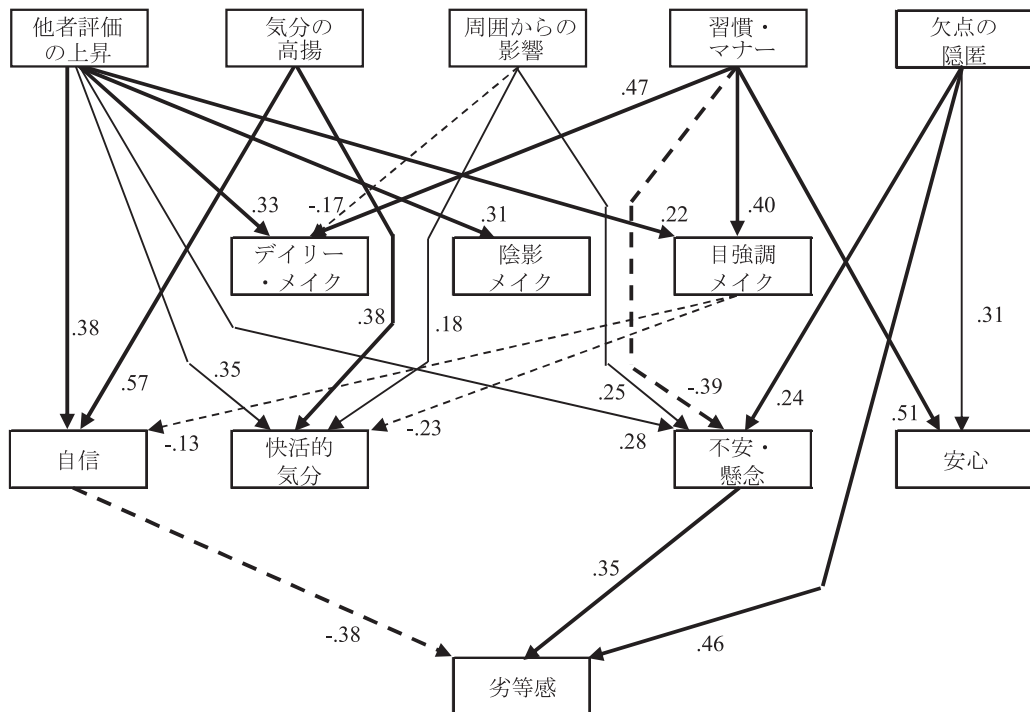 他者評価
の上昇
気分の
高揚
周囲からの
影響
習慣・
マナー
欠点の
隠匿
.47
.33
-.17
.31
.22
.40
デイリー
・メイク
陰影
メイク
目強調
メイク
.38
.38
.18
.31
.57
.35
.25
-.39
.24
.51
-.13
-.23
.28
自信
快活的
気分
不安・
懸念
安心
.35
-.38
.46
劣等感